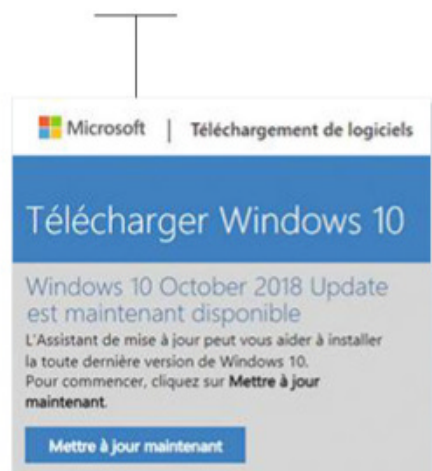 Microsoft | Téléchargement de logiciels
Télécharger Windows 10
Windows 10 October 2018 Update
est maintenant disponible
L'Assistant de mise à jour peut vous aider à installer
la toute dernière version de Windows 10.
Pour commencer, cliquez sur Mettre à jour
maintenant.
Mettre à jour maintenant